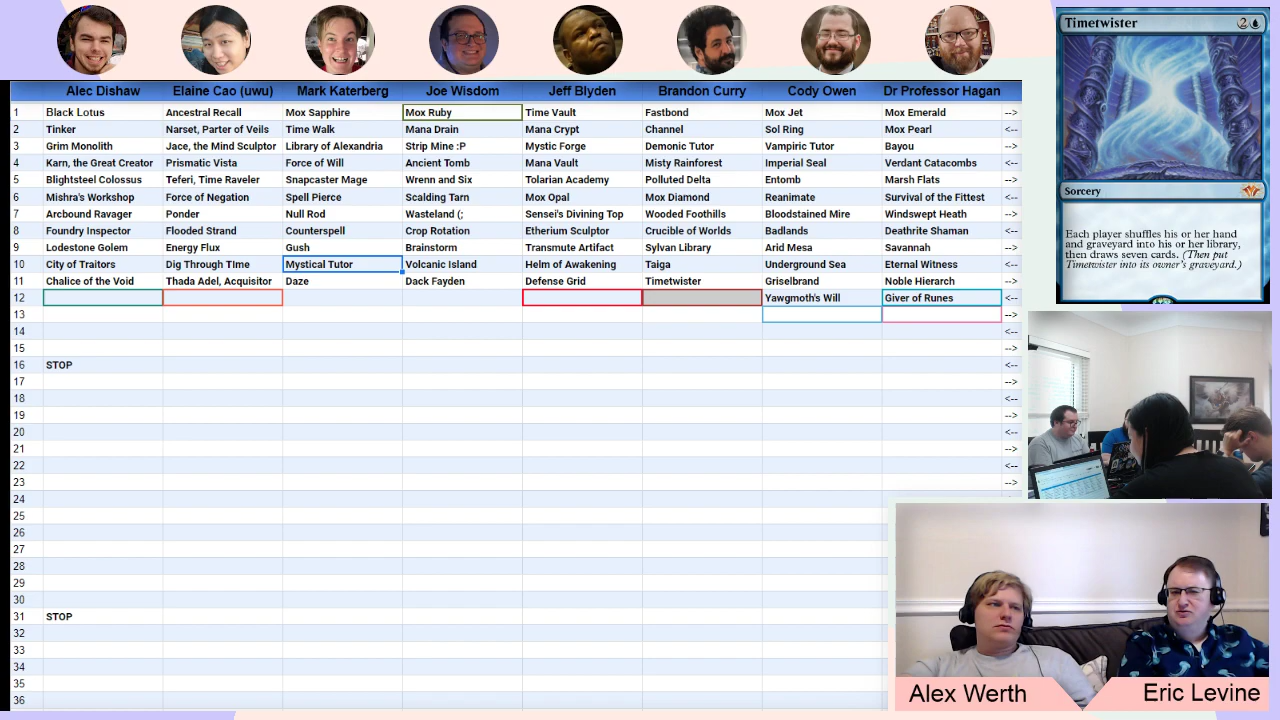 Alec Dishaw Elaine Cao (uwu) Mark Katerberg Joe Wisdom Jeff Blyden Brandon Curry Cody Owen Dr Professor Hagan
1 Black Lotus Ancestral Recall Mox Sapphire Mox Ruby Time Vault Fastbond Mox Jet Mox Emerald -->
2 Tinker Narset, Parter of Veils Time Walk Mana Drain Mana Crypt Channel Sol Ring Mox Pearl <--
3 Grim Monolith Jace, the Mind Sculptor Library of Alexandria Strip Mine :P Mystic Forge Demonic Tutor Vampiric Tutor Bayou -->
4 Karn, the Great Creator Prismatic Vista Force of Will Ancient Tomb Mana Vault Misty Rainforest Imperial Seal Verdant Catacombs <--
5 Blightsteel Colossus Teferi, Time Raveler Snapcaster Mage Wrenn and Six Tolarian Academy Polluted Delta Entomb Marsh Flats -->
6 Mishra's Workshop Force of Negation Spell Pierce Scalding Tarn Mox Opal Mox Diamond Reanimate Survival of the Fittest <--
7 Arcbound Ravager Ponder Null Rod Wasteland (; Sensei's Divining Top Wooded Foothills Bloodstained Mire Windswept Heath -->
8 Foundry Inspector Flooded Strand Counterspell Crop Rotation Etherium Sculptor Crucible of Worlds Badlands Deathrite Shaman <--
9 Lodestone Golem Energy Flux Gush Brainstorm Transmute Artifact Sylvan Library Arid Mesa Savannah -->
10 City of Traitors Dig Through TIme Mystical Tutor Volcanic Island Helm of Awakening Taiga Underground Sea Eternal Witness <--
11 Chalice of the Void Thada Adel, Acquisitor Daze Dack Fayden Defense Grid Timetwister Griselbrand Noble Hierarch -->
12 Yawgmoth's Will Giver of Runes <--
13 -->
14 <--
15 -->
16 STOP <--
17 -->
18 <--
19 -->
20 <--
21 -->
22 <--
23 -->
24
25
26
27
28
29
30
31 STOP
32
33
34
35
36
Timetwister 2
Sorcery
Each player shuffles his or her hand
and graveyard into his or her library,
then draws seven cards. (Then put
Timetwister into its owner's graveyard.)
Alex Werth Eric Levine